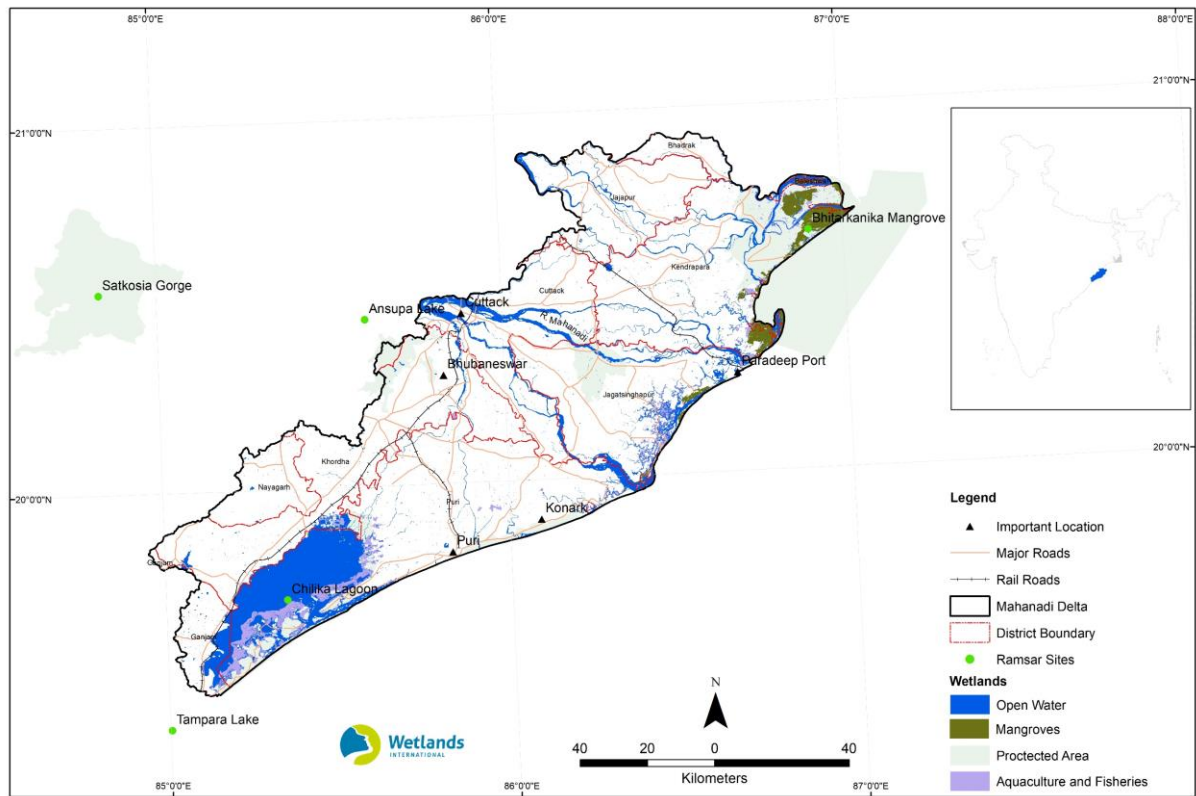 85°0'0"E
86°0'0"E
87°0'0"E
88°0'0"E
21°0'0"N
21°0'0"N
Bhadrak
Jajapur
Bhitarkanika Mangrove
Kendrapara
Satkosia Gorge
Ansupa Lake
Cuttack
Cuttack
R Mahanadi
Bhubaneswar
Paradeep Port
Jagatsinghapur
20°0'0"N
20°0'0"N
Khordha
Nayagarh
Puri
Konark
Puri
Ganjam
Chilika Lagoon
Ganjam
Tampara Lake
Legend
Important Location
Major Roads
Rail Roads
Mahanadi Delta
District Boundary
Ramsar Sites
Wetlands
Open Water
Mangroves
Proctected Area
Aquaculture and Fisheries
N
Wetlands
INTERNATIONAL
40 20 0 40
Kilometers
85°0'0"E
86°0'0"E
87°0'0"E